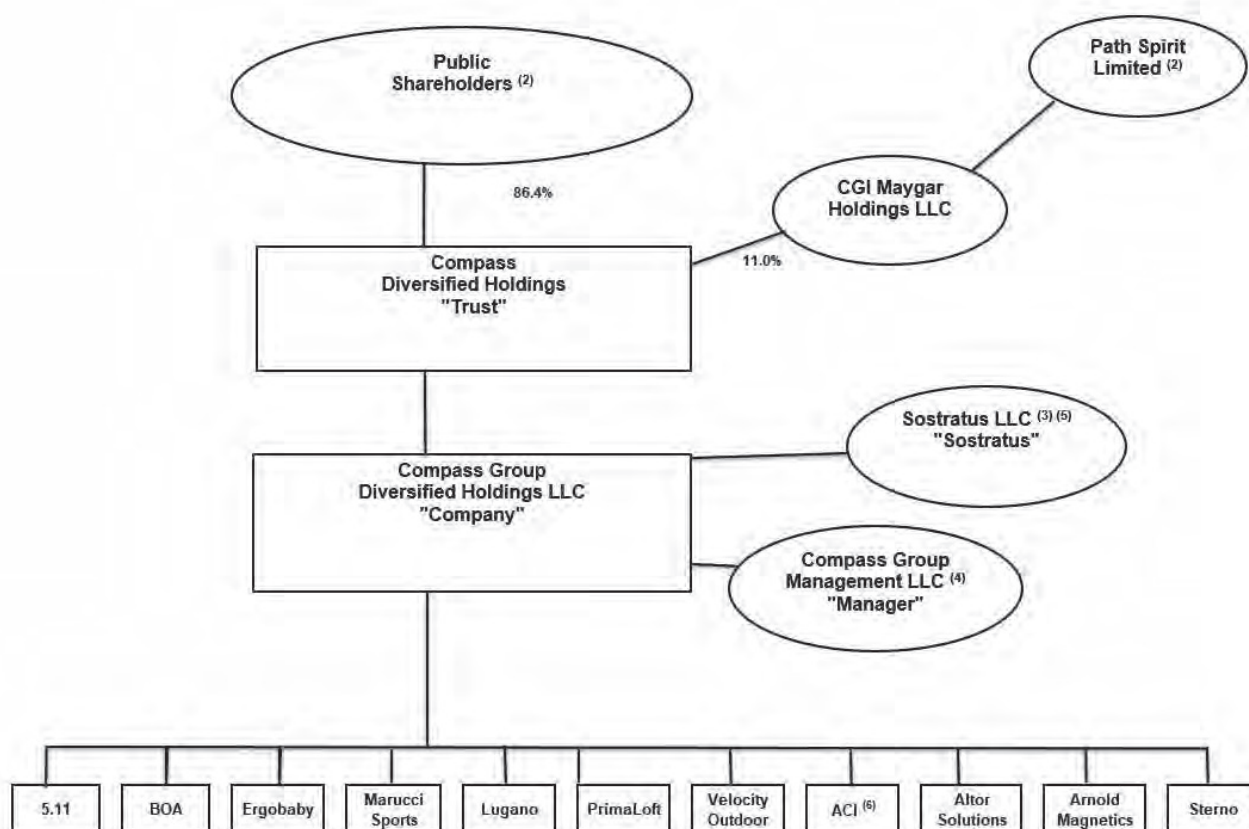 Public
Shareholders (2)
Path Spirit
Limited (2)
86.4%
CGI Maygar
Holdings LLC
11.0%
Compass
Diversified Holdings
"Trust"
Sostratus LLC (3) (5)
"Sostratus"
Compass Group
Diversified Holdings LLC
"Company"
Compass Group
Management LLC (4)
"Manager"
5.11
BOA
Ergobaby
Marucci
Sports
Lugano
PrimaLoft
Velocity
Outdoor
ACI (6)
Altor
Solutions
Arnold
Magnetics
Sterno